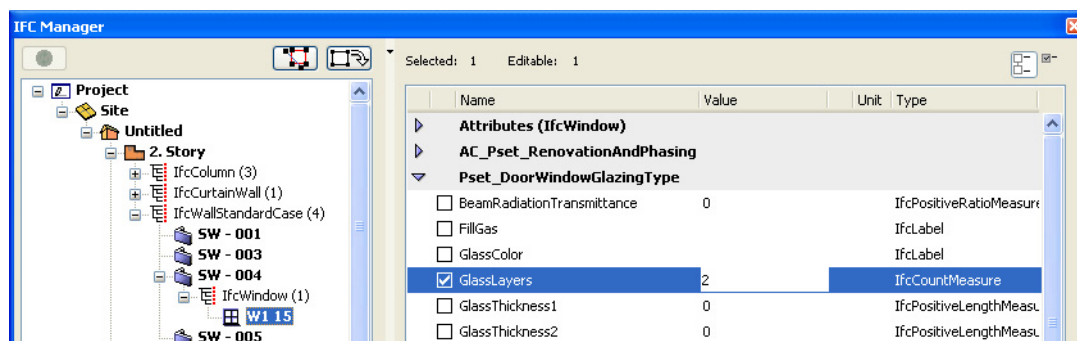 IFC Manager
Selected: 1 Editable: 1
Project
Site
Untitled
2. Story
IfcColumn (3)
IfcCurtainWall (1)
IfcWallStandardCase (4)
SW - 001
SW - 003
SW - 004
IfcWindow (1)
W1 15
SW - 005
Name Value Unit Type
Attributes (IfcWindow)
AC_Pset_RenovationAndPhasing
Pset_DoorWindowGlazingType
BeamRadiationTransmittance 0 IfcPositiveRatioMeasure
FillGas IfcLabel
GlassColor IfcLabel
GlassLayers 2 IfcCountMeasure
GlassThickness1 0 IfcPositiveLengthMeasu
GlassThickness2 0 IfcPositiveLengthMeasu